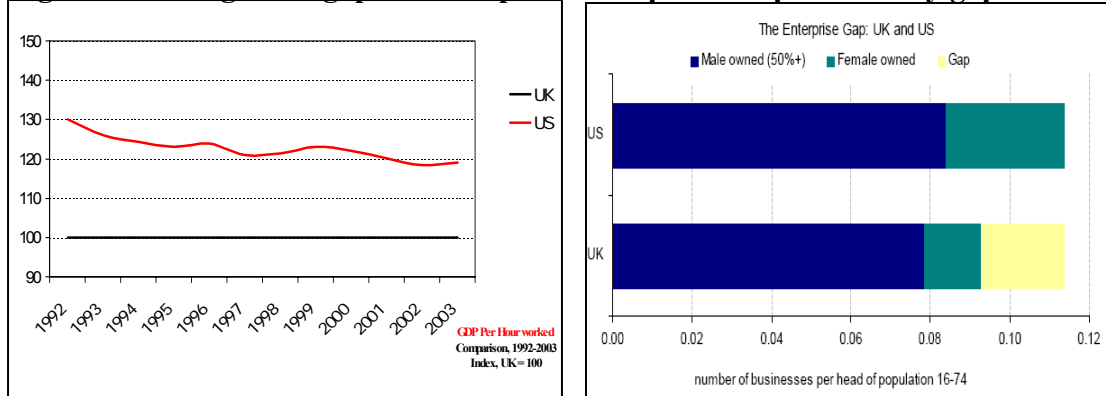 150
140
130
120
110
100
90
UK
US
1992 1993 1994 1995 1996 1997 1998 1999 2000 2001 2002 2003
GDP Per Hour worked
Comparison, 1992-2003
Index, UK = 100
The Enterprise Gap: UK and US
Male owned (50%+) Female owned Gap
US
UK
0.00 0.02 0.04 0.06 0.08 0.10 0.12
number of businesses per head of population 16-74